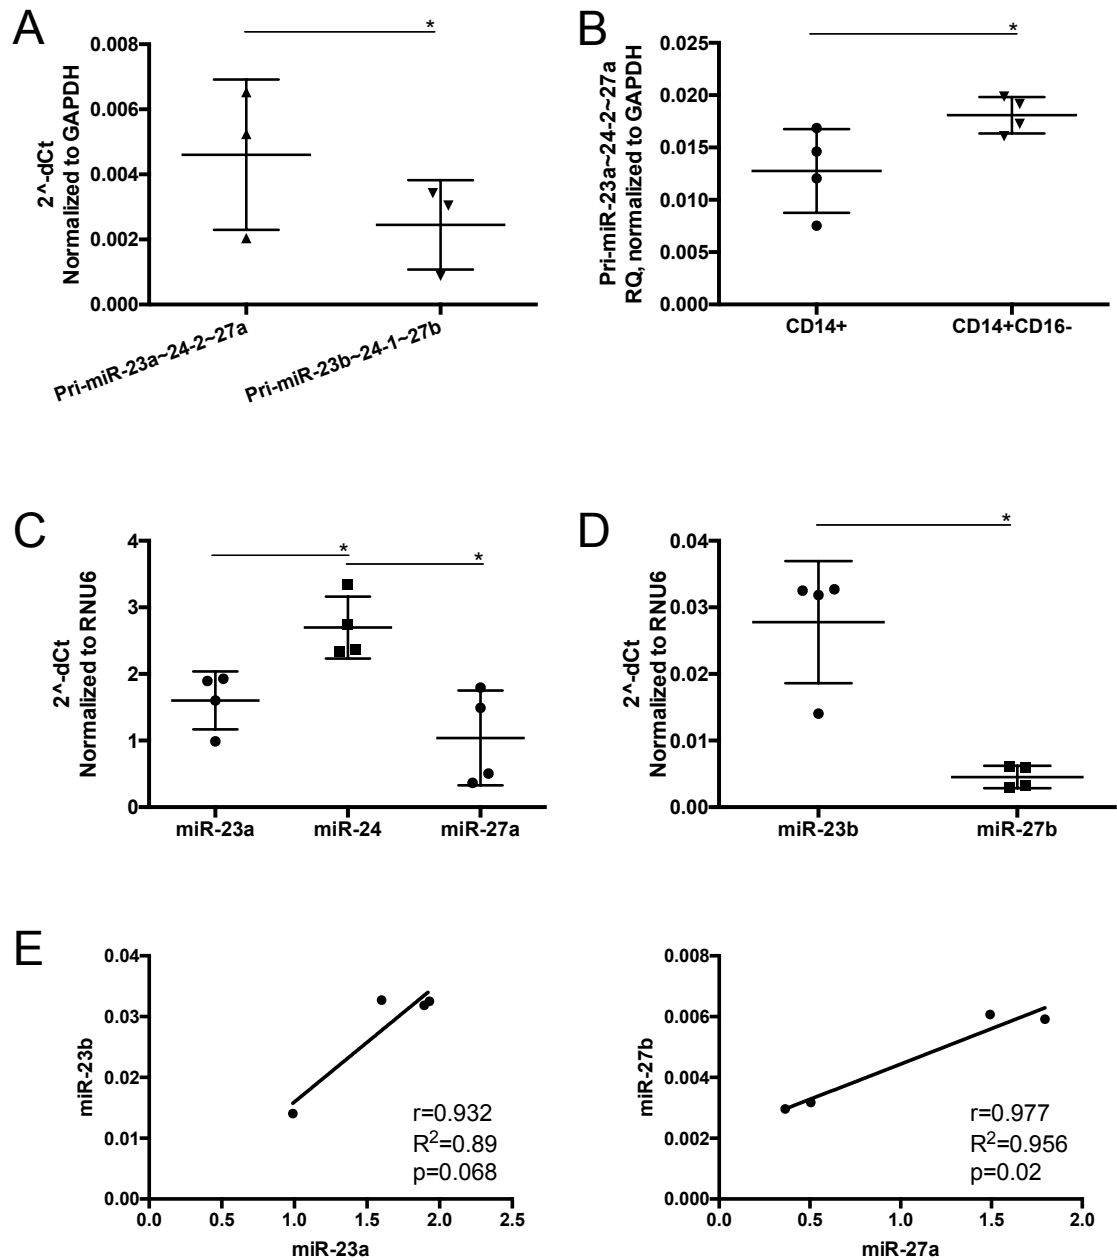 A
*
2^-dCt
Normalized to GAPDH
0.008
0.006
0.004
0.002
0.000
Pri-miR-23a~24-2~27a
Pri-miR-23b~24-1~27b
B
*
Pri-miR-23a~24-2~27a
RQ, normalized to GAPDH
0.025
0.020
0.015
0.010
0.005
0.000
CD14+
CD14+CD16-
C
*
*
2^-dCt
Normalized to RNU6
4
3
2
1
0
miR-23a
miR-24
miR-27a
D
*
2^-dCt
Normalized to RNU6
0.04
0.03
0.02
0.01
0.00
miR-23b
miR-27b
E
miR-23b
0.04
0.03
0.02
0.01
0.00
r=0.932
R²=0.89
p=0.068
0.0 0.5 1.0 1.5 2.0 2.5
miR-23a
miR-27b
0.008
0.006
0.004
0.002
0.000
r=0.977
R²=0.956
p=0.02
0.0 0.5 1.0 1.5 2.0
miR-27a